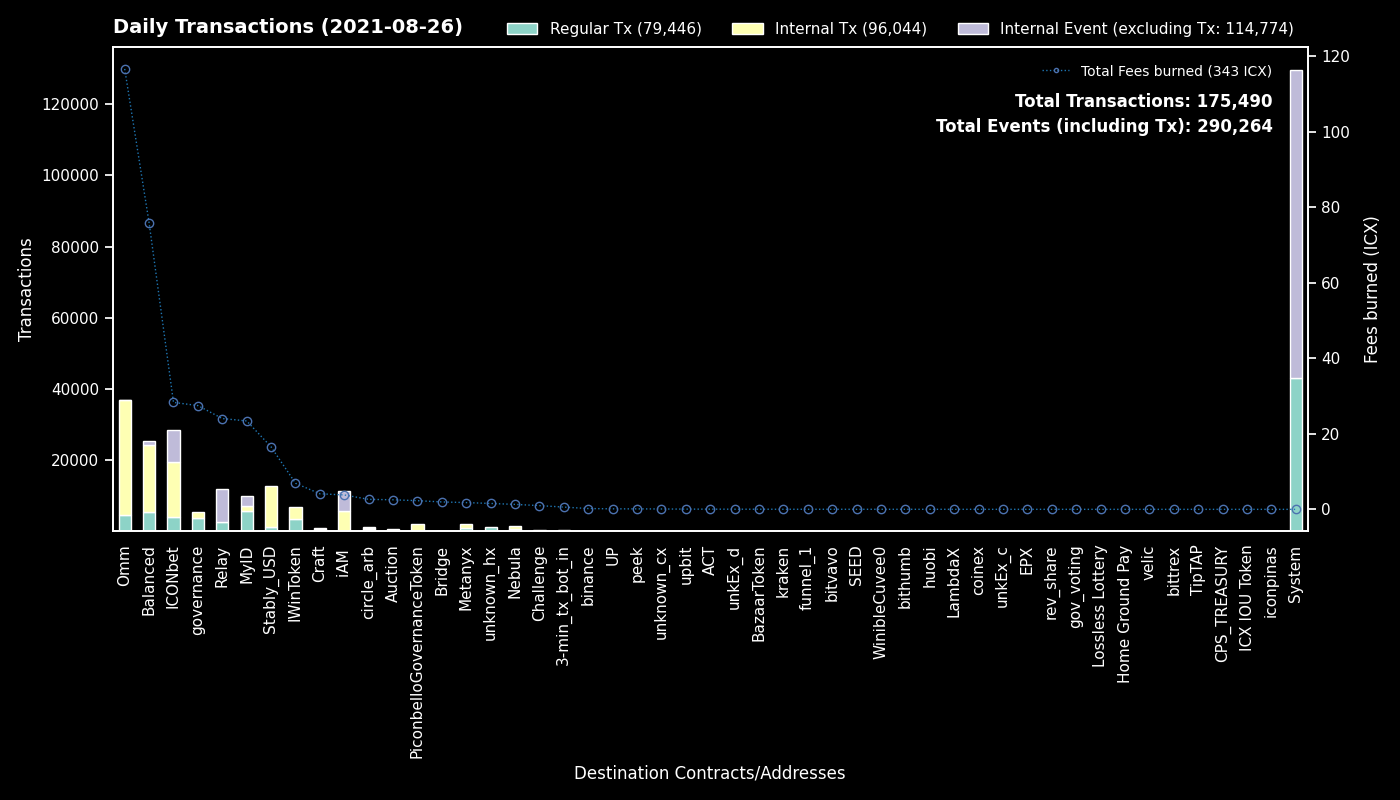 Daily Transactions (2021-08-26)
Regular Tx (79,446)
Internal Tx (96,044)
Internal Event (excluding Tx: 114,774)
Total Fees burned (343 ICX)
Total Transactions: 175,490
Total Events (including Tx): 290,264
Transactions
120000
100000
80000
60000
40000
20000
120
100
80
60
40
20
0
Fees burned (ICX)
Omm
Balanced
ICONbet
governance
Relay
MyID
Stably_USD
IWinToken
Craft
iAM
circle_arb
Auction
PiconbelloGovernanceToken
Bridge
Metanyx
unknown_hx
Nebula
Challenge
3-min_tx_bot_in
binance
UP
peek
unknown_cx
upbit
ACT
unkEx_d
BazaarToken
kraken
funnel_1
bitvavo
SEED
WinibleCuvee0
bithumb
huobi
LambdaX
coinex
unkEx_c
EPX
rev_share
gov_voting
Lossless Lottery
Home Ground Pay
velic
bittrex
TipTAP
CPS_TREASURY
ICX IOU Token
iconpinas
System
Destination Contracts/Addresses